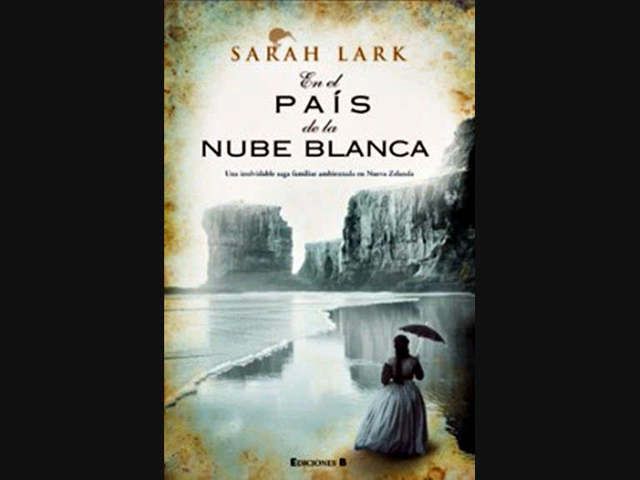 SARAH LARK
En el
PAÍS
de la
NUBE BLANCA
Una inolvidable saga familiar ambientada en Nueva Zelanda
EDICIONES B